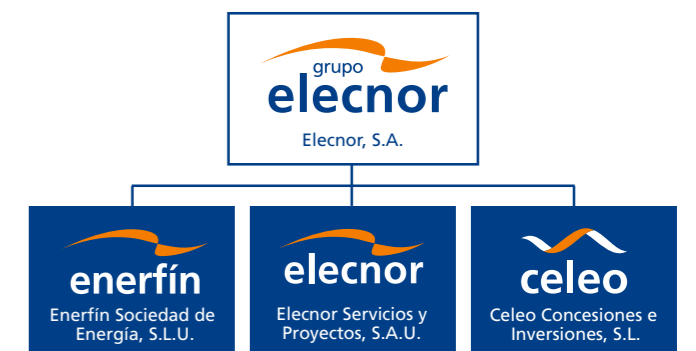 grupo
elecnor
Elecnor, S.A.
enerfín
Enerfín Sociedad de
Energía, S.L.U.
elecnor
Elecnor Servicios y
Proyectos, S.A.U.
celeo
Celeo Concesiones e
Inversiones, S.L.